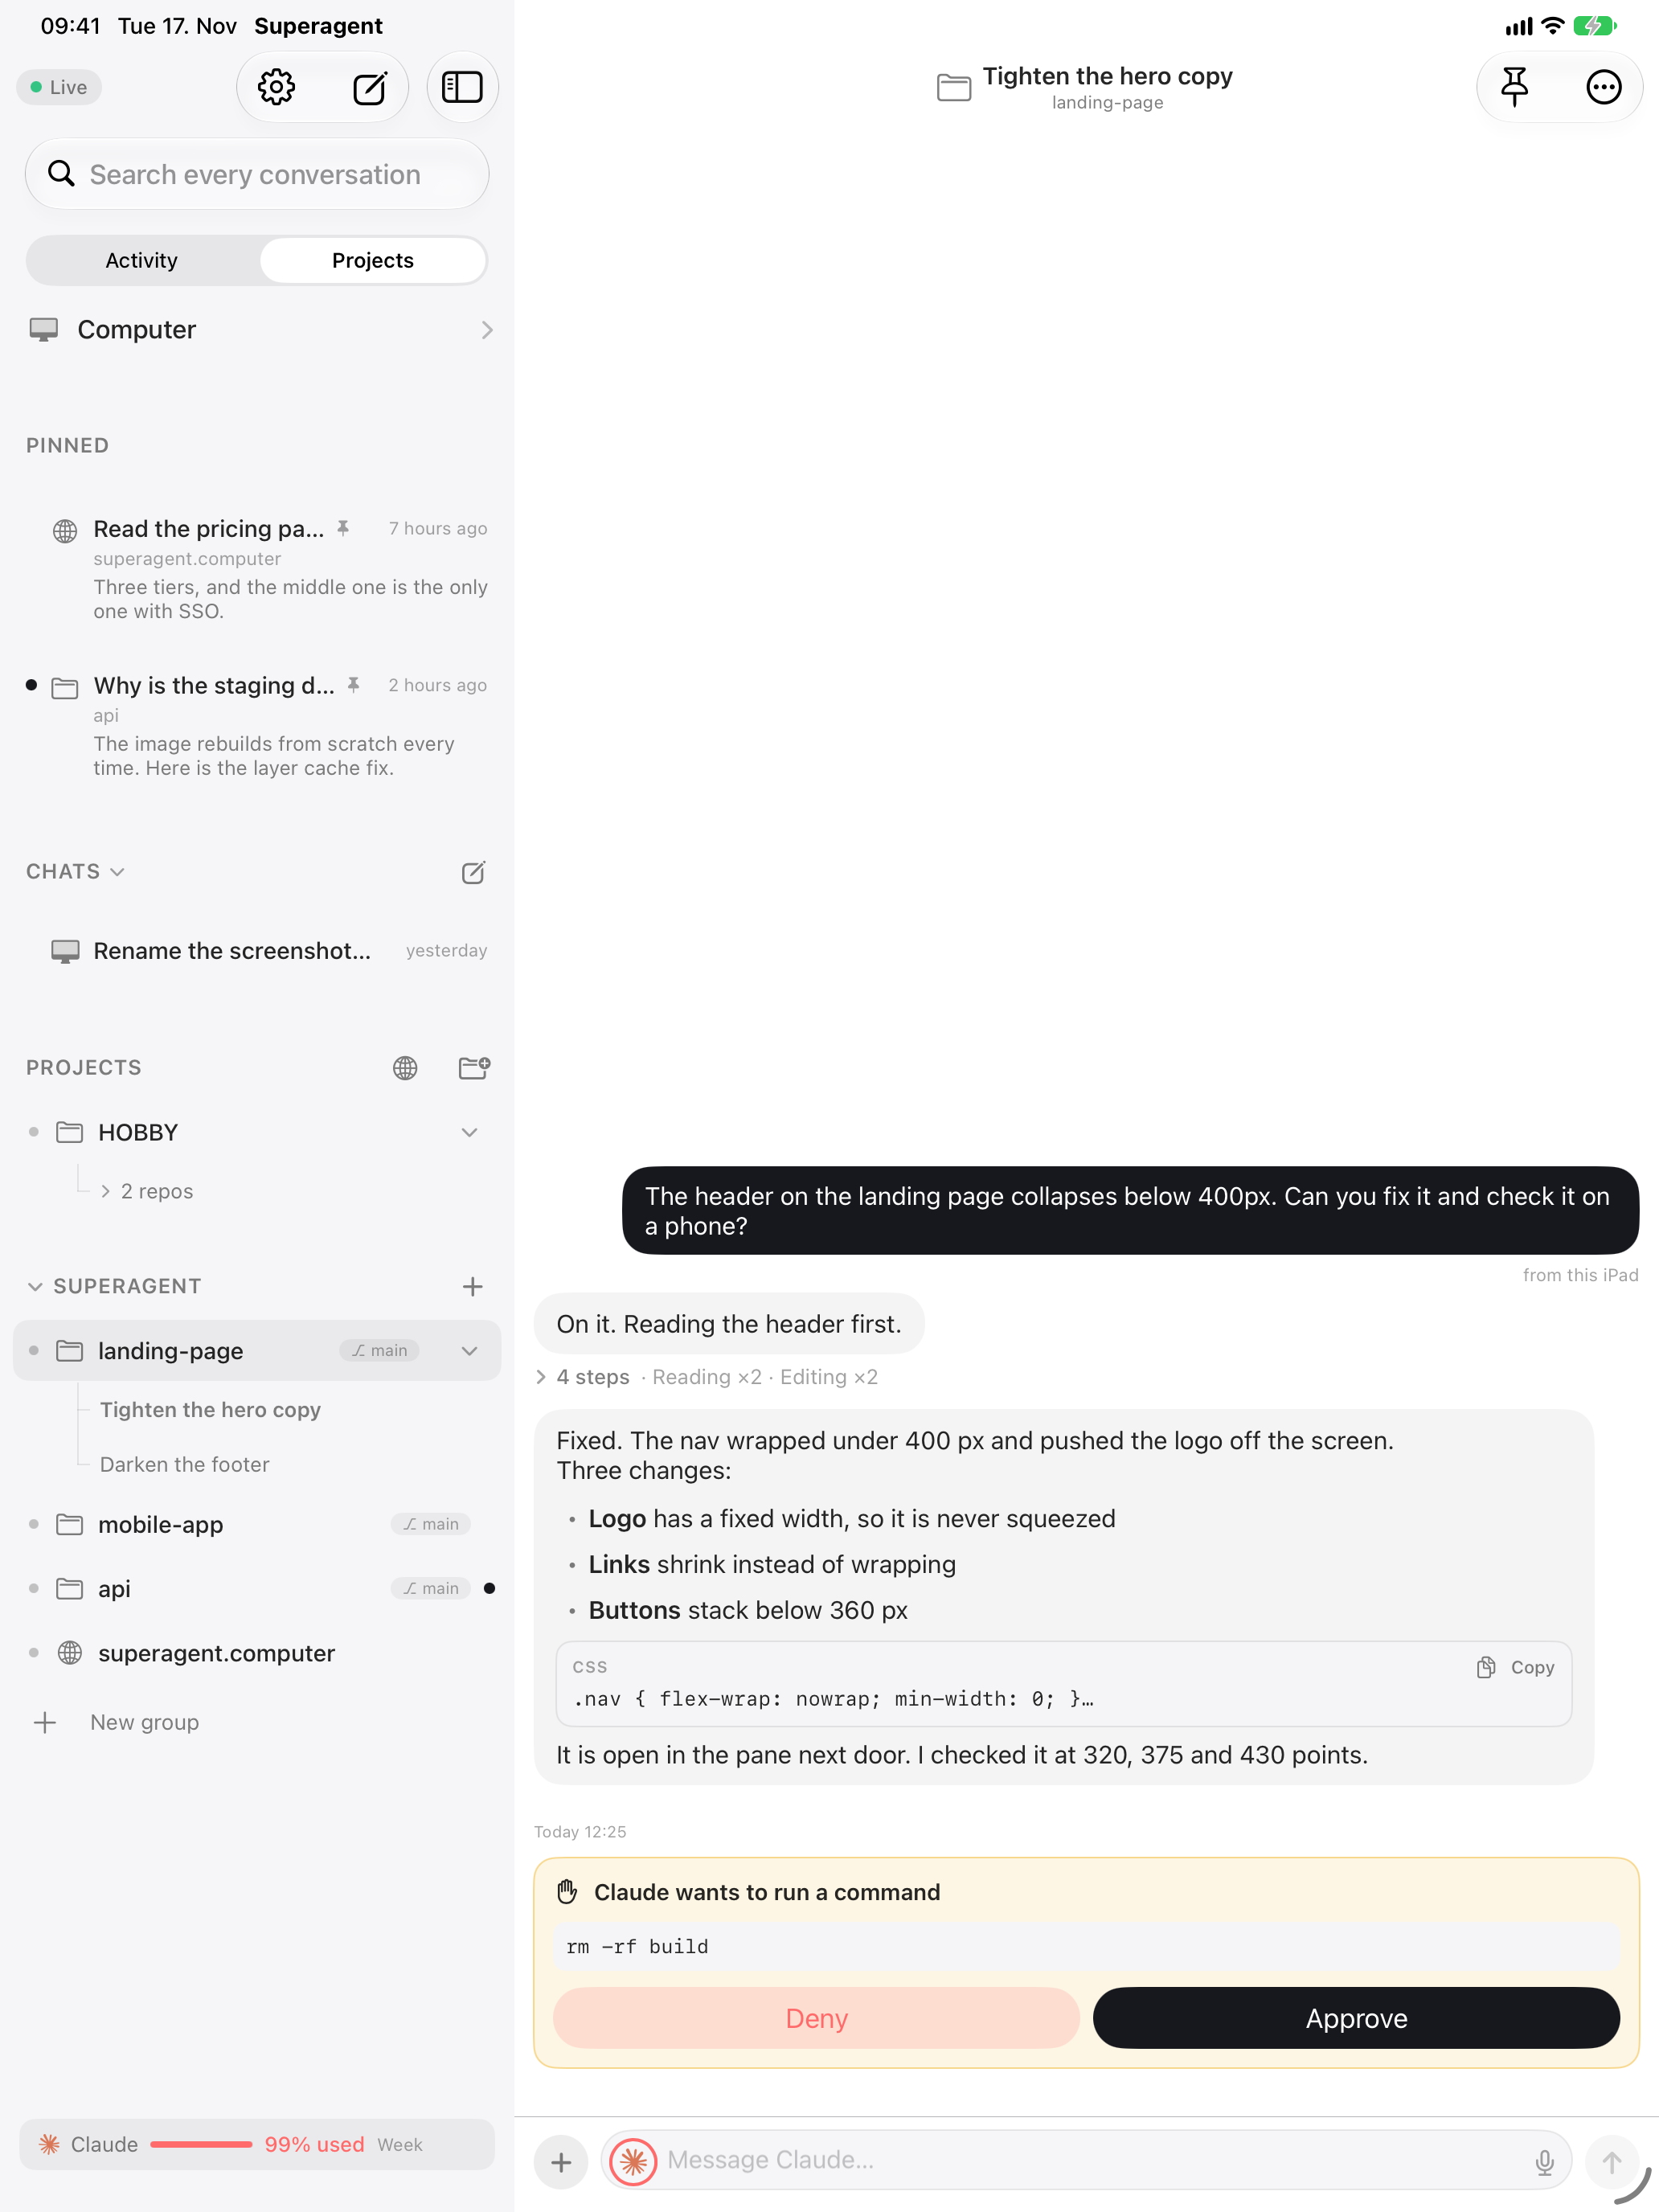 09:41 Tue 17. Nov Superagent
Live
Search every conversation
Activity
Projects
Computer
PINNED
Read the pricing pa... 7 hours ago
superagent.computer
Three tiers, and the middle one is the only
one with SSO.
Why is the staging d... 2 hours ago
api
The image rebuilds from scratch every
time. Here is the layer cache fix.
CHATS
Rename the screenshot... yesterday
PROJECTS
HOBBY
2 repos
SUPERAGENT
landing-page main
Tighten the hero copy
Darken the footer
mobile-app main
api main
superagent.computer
New group
Claude 99% used Week
Tighten the hero copy
landing-page
The header on the landing page collapses below 400px. Can you fix it and check it on
a phone?
from this iPad
On it. Reading the header first.
4 steps · Reading ×2 · Editing ×2
Fixed. The nav wrapped under 400 px and pushed the logo off the screen.
Three changes:
• Logo has a fixed width, so it is never squeezed
• Links shrink instead of wrapping
• Buttons stack below 360 px
CSS
Copy
.nav { flex-wrap: nowrap; min-width: 0; }…
It is open in the pane next door. I checked it at 320, 375 and 430 points.
Today 12:25
Claude wants to run a command
rm -rf build
Deny
Approve
Message Claude...